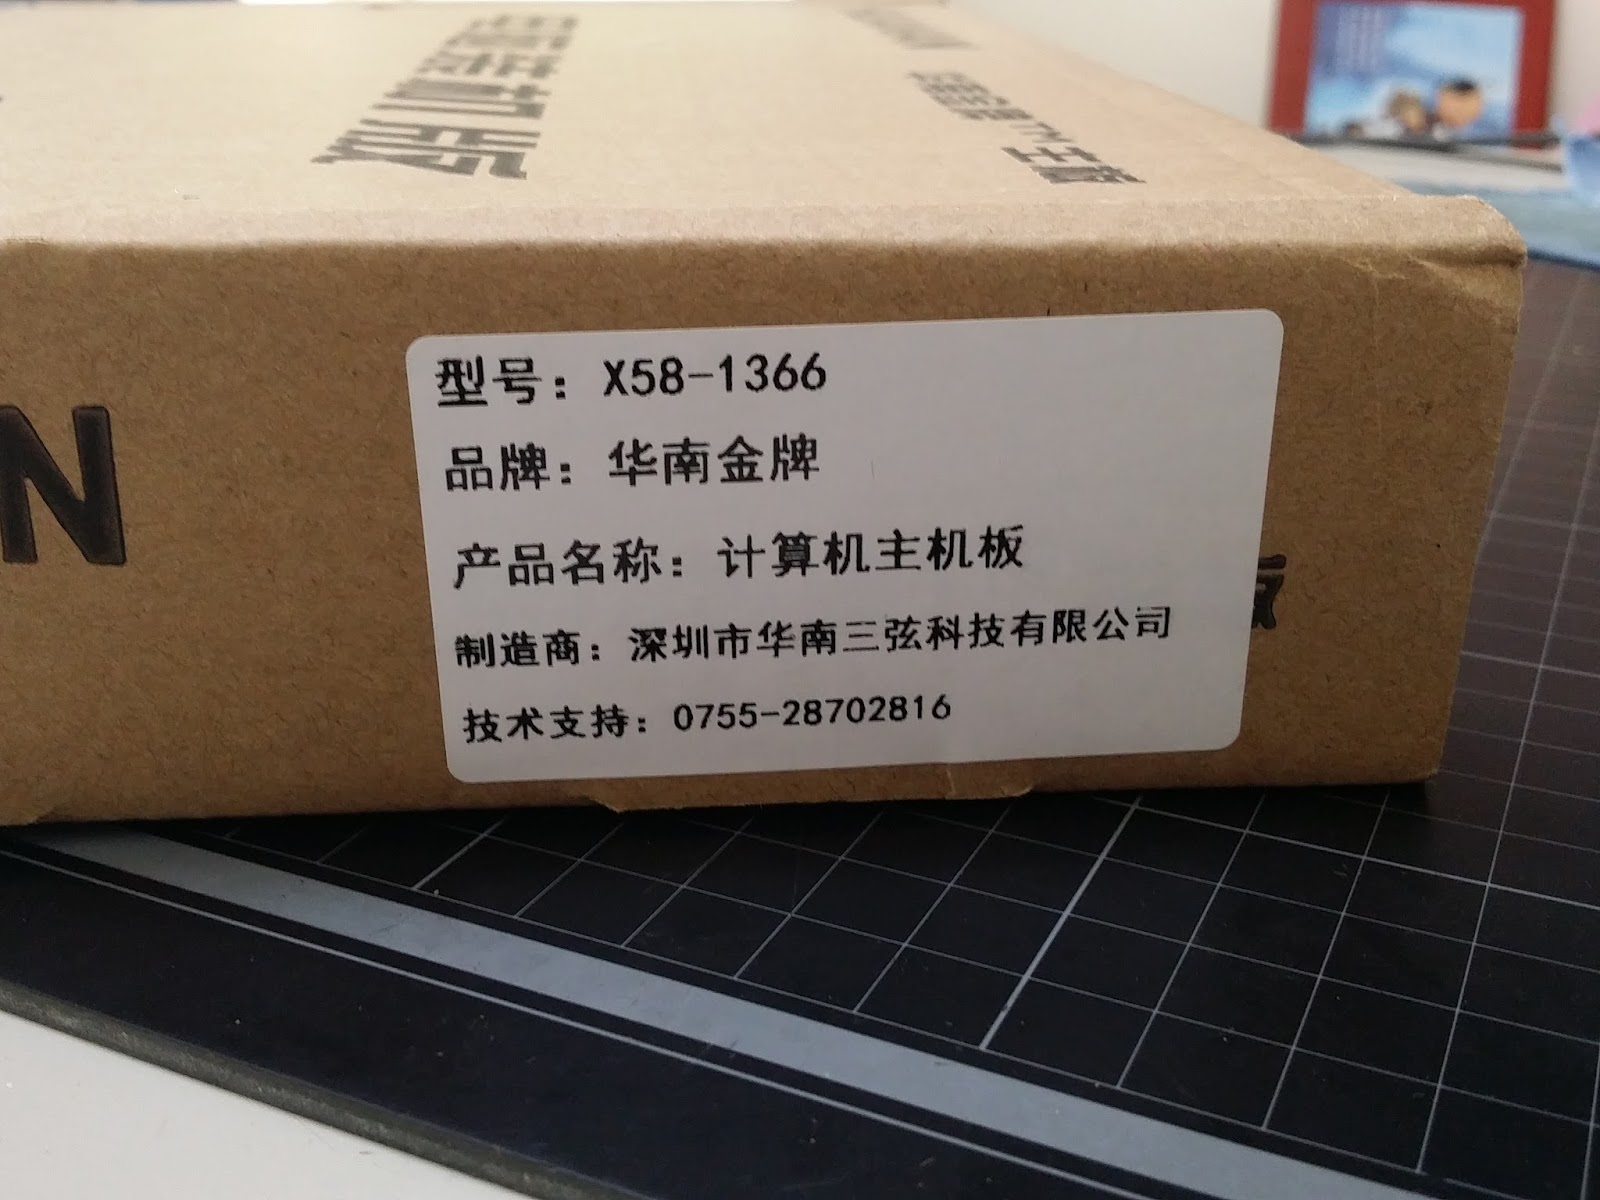 N
型号：X58-1366
品牌：华南金牌
产品名称：计算机主机板
制造商：深圳市华南三弦科技有限公司
技术支持：0755-28702816